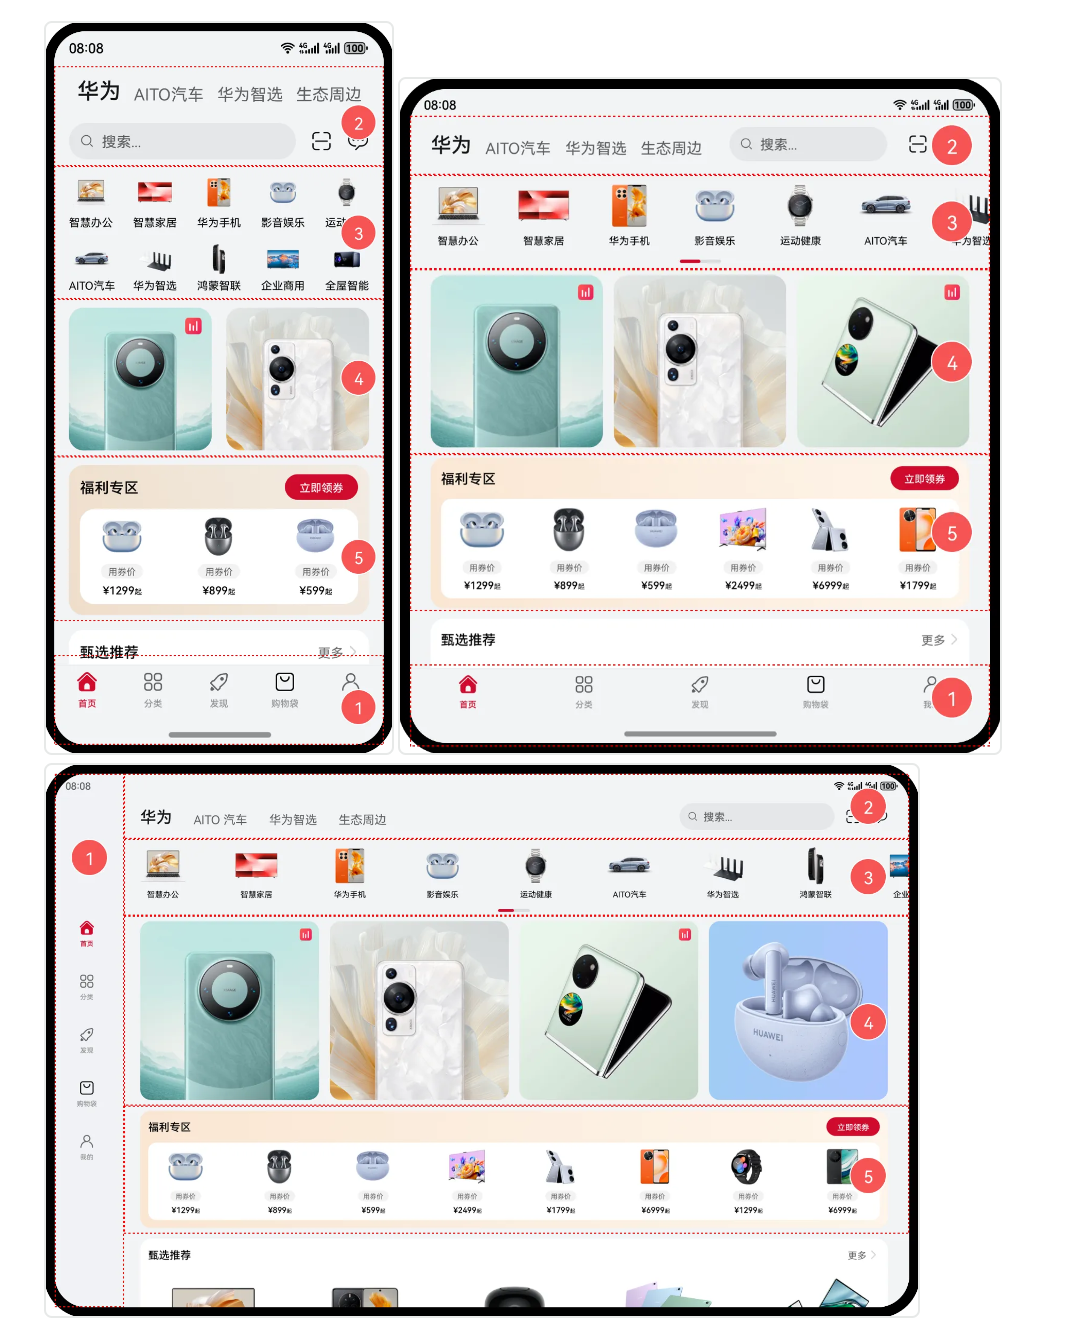 08:08 4G 4G 100
华为 AITO汽车 华为智选 生态周边
2
搜索...
智慧办公 智慧家居 华为手机 影音娱乐 运动
3
AITO汽车 华为智选 鸿蒙智联 企业商用 全屋智能
4
福利专区 立即领券
5
用券价 用券价 用券价
¥1299起 ¥899起 ¥599起
甄选推荐 更多
首页 分类 发现 购物袋
1
08:08 4G 4G 100
华为 AITO汽车 华为智选 生态周边 搜索... 2
3
智慧办公 智慧家居 华为手机 影音娱乐 运动健康 AITO汽车 华为智选
4
福利专区 立即领券
5
用券价 用券价 用券价 用券价 用券价 用券价
¥1299起 ¥899起 ¥599起 ¥2499起 ¥6999起 ¥1799起
甄选推荐 更多
首页 分类 发现 购物袋 我
1
08:08 4G 4G 100
华为 AITO 汽车 华为智选 生态周边 搜索... 2
1
首页
分类
发现
购物袋
我的
3
智慧办公 智慧家居 华为手机 影音娱乐 运动健康 AITO汽车 华为智选 鸿蒙智联 企业
HUAWEI
4
福利专区 立即领券
5
用券价 用券价 用券价 用券价 用券价 用券价 用券价 用券价
¥1299起 ¥899起 ¥599起 ¥2499起 ¥1799起 ¥6999起 ¥1299起 ¥6999起
甄选推荐 更多